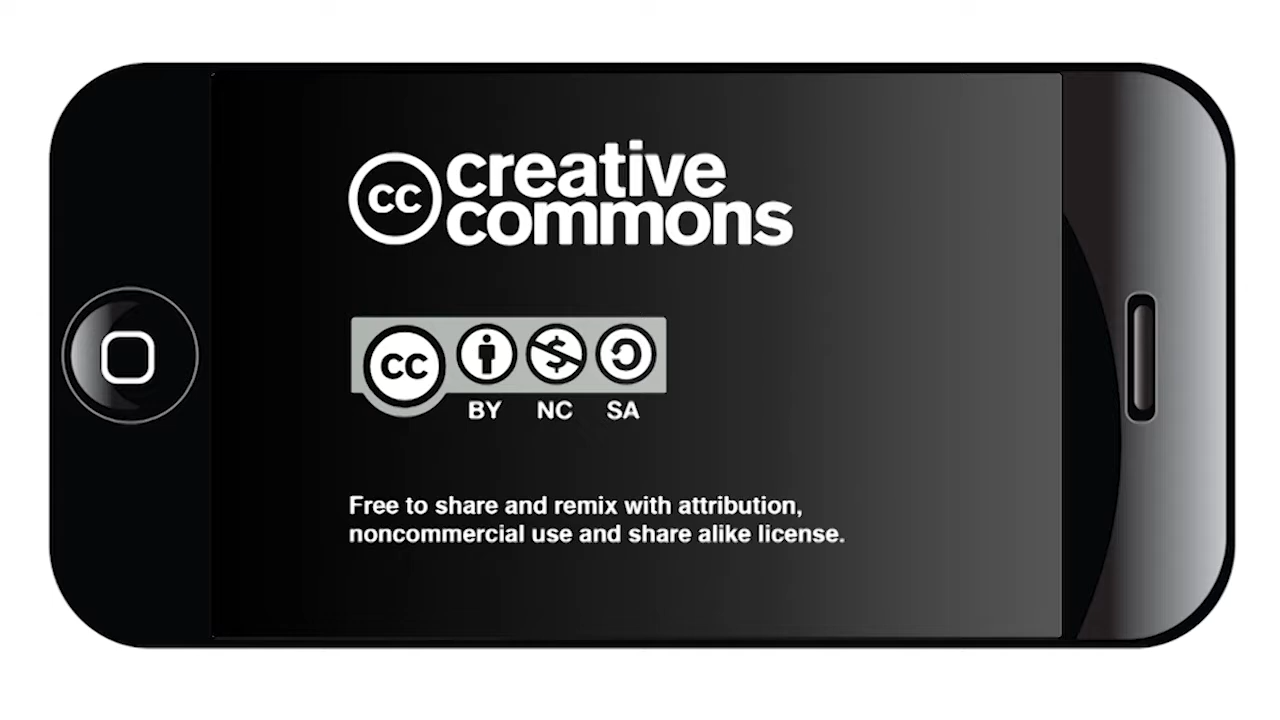 cc creative
commons
cc
BY NC SA
Free to share and remix with attribution,
noncommercial use and share alike license.